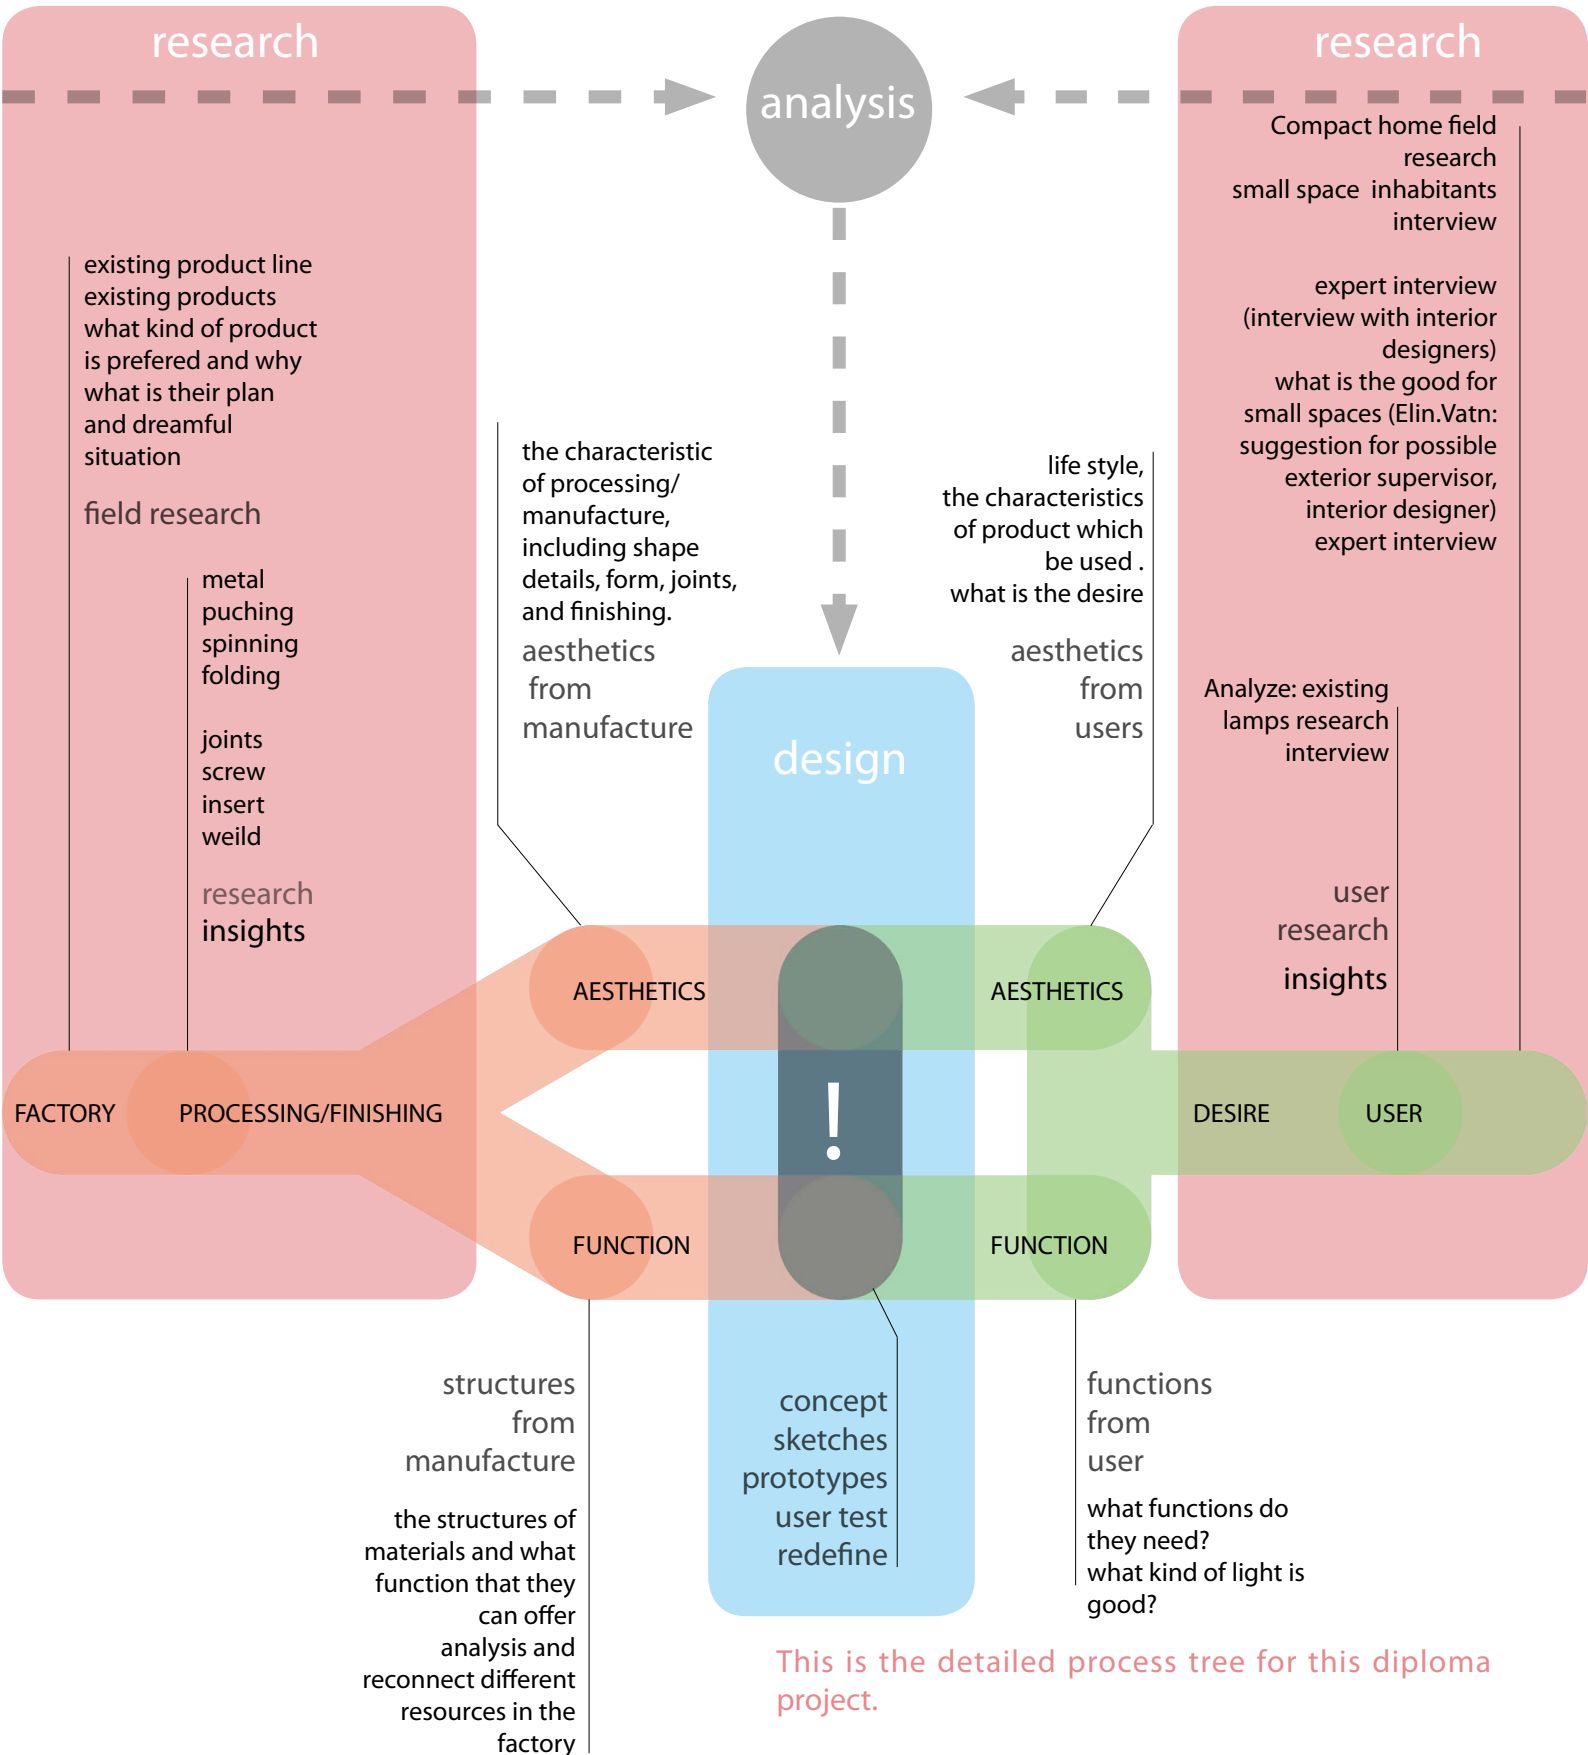 research
analysis
research
existing product line
existing products
what kind of product
is prefered and why
what is their plan
and dreamful
situation
field research
metal
puching
spinning
folding
joints
screw
insert
weild
research
insights
the characteristic
of processing/
manufacture,
including shape
details, form, joints,
and finishing.
aesthetics
from
manufacture
design
life style,
the characteristics
of product which
be used .
what is the desire
aesthetics
from
users
Compact home field
research
small space  inhabitants
interview
expert interview
(interview with interior
designers)
what is the good for
small spaces (Elin.Vatn:
suggestion for possible
exterior supervisor,
interior designer)
expert interview
Analyze: existing
lamps research
interview
user
research
insights
AESTHETICS
AESTHETICS
FACTORY
PROCESSING/FINISHING
!
DESIRE
USER
FUNCTION
FUNCTION
structures
from
manufacture
the structures of
materials and what
function that they
can offer
analysis and
reconnect different
resources in the
factory
concept
sketches
prototypes
user test
redefine
functions
from
user
what functions do
they need?
what kind of light is
good?
This is the detailed process tree for this diploma
project.